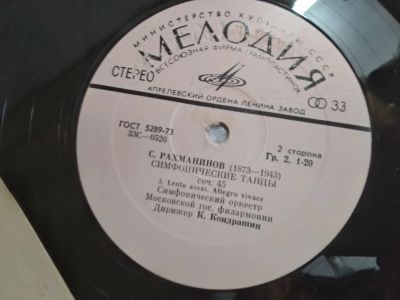 МИНИСТЕРСТВО КУЛЬТУРЫ СССР
МЕЛОДИЯ
ВСЕСОЮЗНАЯ ФИРМА ГРАМПЛАСТИНОК
СТЕРЕО
33
АПРЕЛЕВСКИЙ ОРДЕНА ЛЕНИНА ЗАВОД
ГОСТ 5289-73
33С—0526
2 сторона
Гр. 2, 1-20
С. РАХМАНИНОВ (1873—1943)
СИМФОНИЧЕСКИЕ ТАНЦЫ
соч. 45
3. Lento assai. Allegro vivace
Симфонический оркестр
Московской гос. филармонии
Дирижер К. Кондрашин